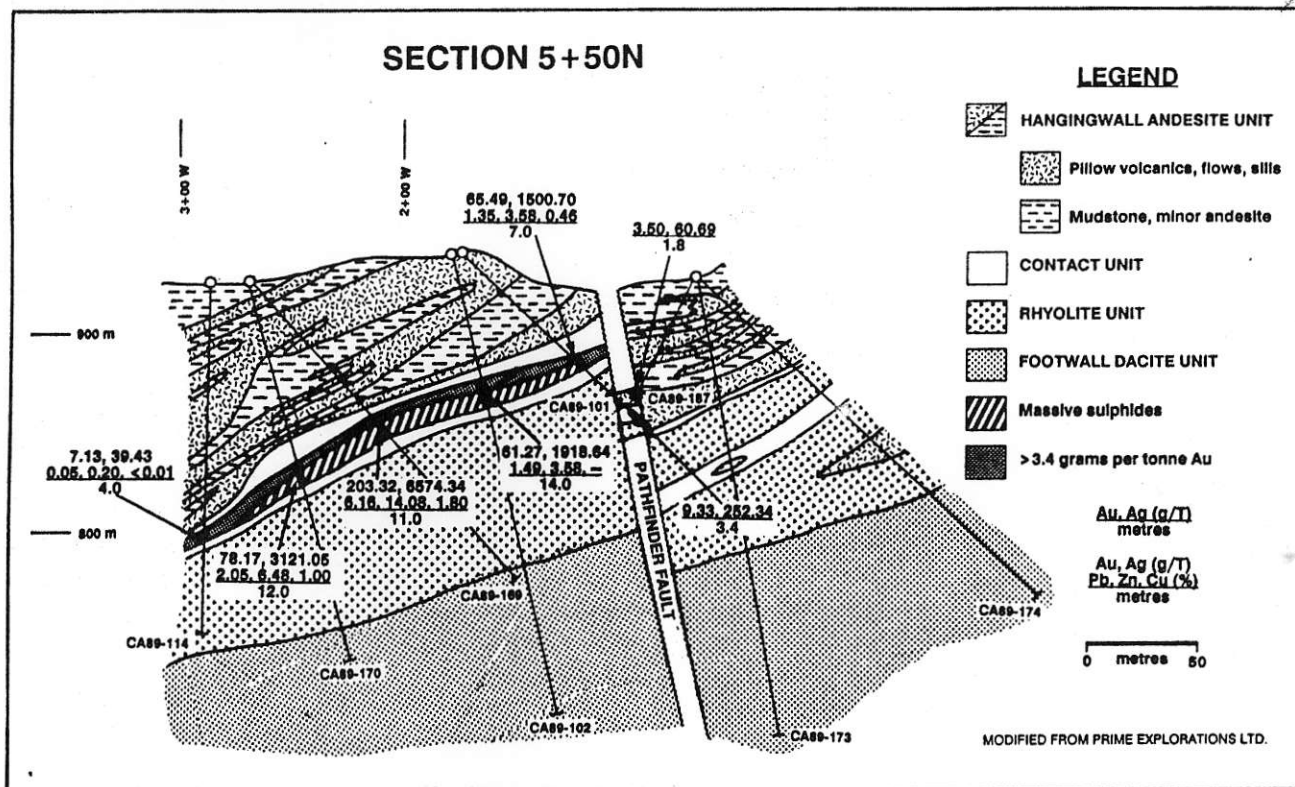 SECTION 5+50N
3+00 W
2+00 W
65.49, 1500.70
1.35, 3.58, 0.46
7.0
3.50, 60.69
1.8
900 m
800 m
7.13, 39.43
0.05, 0.20, <0.01
4.0
78.17, 3121.05
2.05, 6.48, 1.00
12.0
203.32, 6574.34
6.16, 14.08, 1.80
11.0
61.27, 1918.64
1.49, 3.58, —
14.0
9.33, 252.34
3.4
CA89-101
CA89-167
CA89-114
CA89-170
CA89-169
CA89-102
CA89-173
CA89-174
PATHFINDER FAULT
LEGEND
HANGINGWALL ANDESITE UNIT
Pillow volcanics, flows, sills
Mudstone, minor andesite
CONTACT UNIT
RHYOLITE UNIT
FOOTWALL DACITE UNIT
Massive sulphides
>3.4 grams per tonne Au
Au, Ag (g/T)
metres
Au, Ag (g/T)
Pb, Zn, Cu (%)
metres
0 metres 50
MODIFIED FROM PRIME EXPLORATIONS LTD.